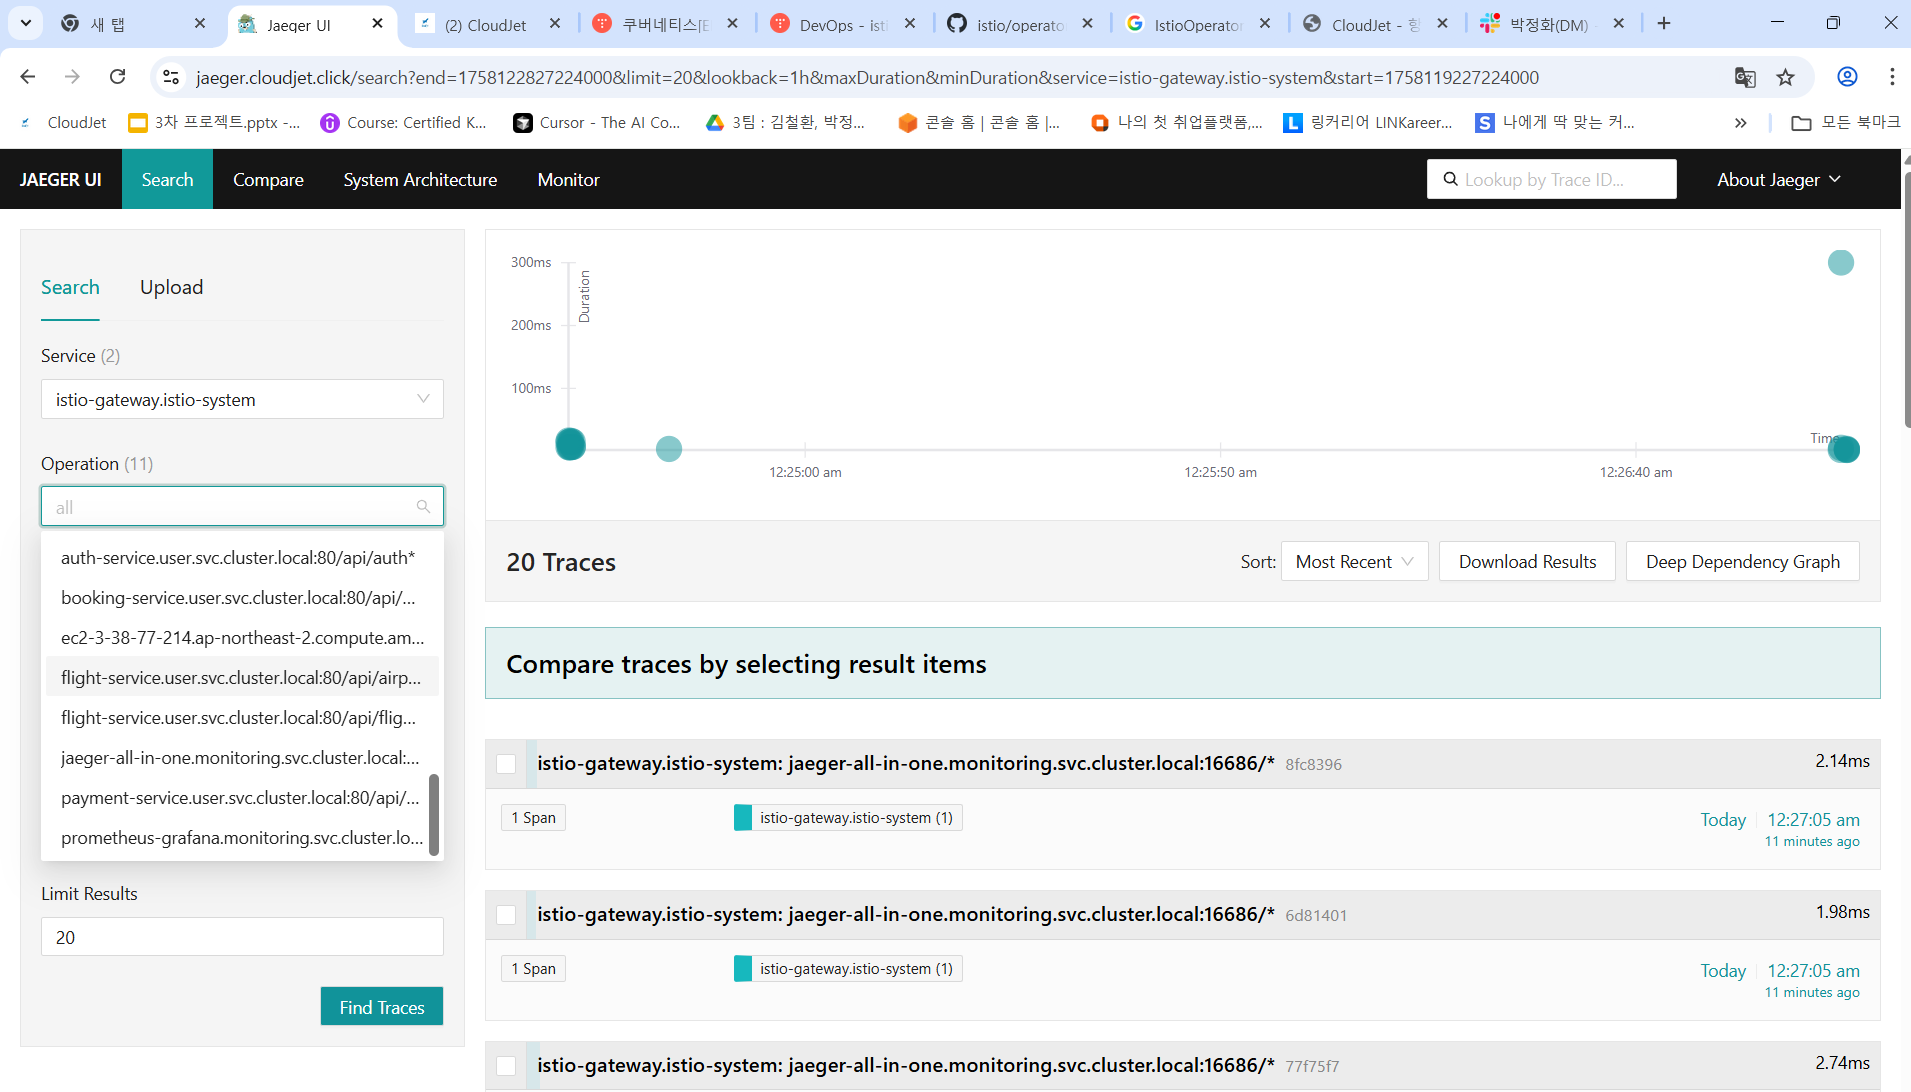 새 탭
Jaeger UI
(2) CloudJet
쿠버네티스[E
DevOps - isti
istio/operato
IstioOperator
CloudJet - 항
박정화(DM)
jaeger.cloudjet.click/search?end=1758122827224000&limit=20&lookback=1h&maxDuration&minDuration&service=istio-gateway.istio-system&start=1758119227224000
CloudJet
3차 프로젝트.pptx -...
Course: Certified K...
Cursor - The AI Co...
3팀 : 김철환, 박정...
콘솔 홈 | 콘솔 홈 |...
나의 첫 취업플랫폼,...
링커리어 LINKareer...
나에게 딱 맞는 커...
모든 북마크
JAEGER UI
Search
Compare
System Architecture
Monitor
Lookup by Trace ID...
About Jaeger
Search
Upload
Service (2)
istio-gateway.istio-system
Operation (11)
all
auth-service.user.svc.cluster.local:80/api/auth*
booking-service.user.svc.cluster.local:80/api/...
ec2-3-38-77-214.ap-northeast-2.compute.am...
flight-service.user.svc.cluster.local:80/api/airp...
flight-service.user.svc.cluster.local:80/api/flig...
jaeger-all-in-one.monitoring.svc.cluster.local:...
payment-service.user.svc.cluster.local:80/api/...
prometheus-grafana.monitoring.svc.cluster.lo...
Limit Results
20
Find Traces
300ms
200ms
100ms
Duration
Time
12:25:00 am
12:25:50 am
12:26:40 am
20 Traces
Sort:
Most Recent
Download Results
Deep Dependency Graph
Compare traces by selecting result items
istio-gateway.istio-system: jaeger-all-in-one.monitoring.svc.cluster.local:16686/* 8fc8396
2.14ms
1 Span
istio-gateway.istio-system (1)
Today
12:27:05 am
11 minutes ago
istio-gateway.istio-system: jaeger-all-in-one.monitoring.svc.cluster.local:16686/* 6d81401
1.98ms
1 Span
istio-gateway.istio-system (1)
Today
12:27:05 am
11 minutes ago
istio-gateway.istio-system: jaeger-all-in-one.monitoring.svc.cluster.local:16686/* 77f75f7
2.74ms